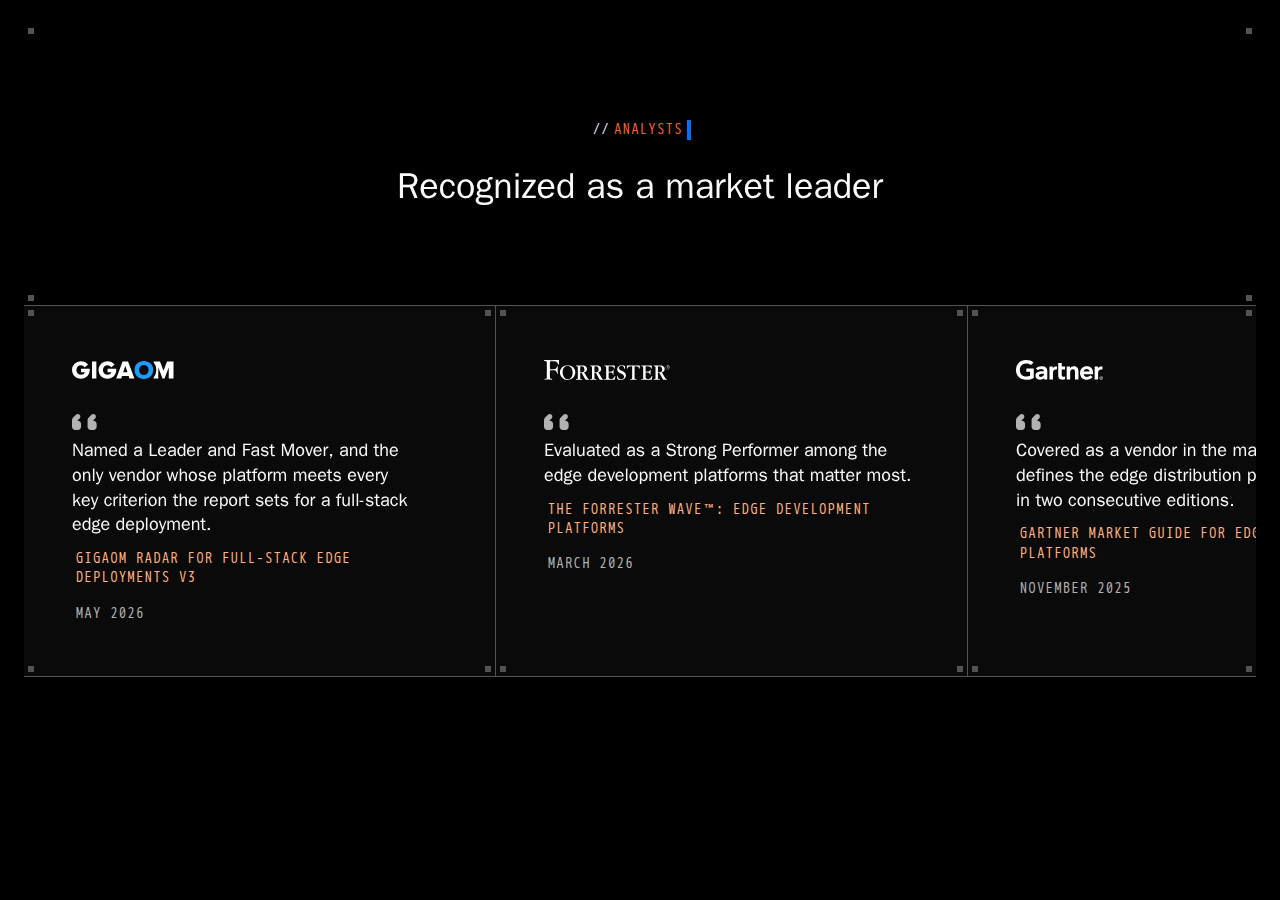 // ANALYSTS
Recognized as a market leader
GIGAOM
Named a Leader and Fast Mover, and the
only vendor whose platform meets every
key criterion the report sets for a full-stack
edge deployment.
GIGAOM RADAR FOR FULL-STACK EDGE
DEPLOYMENTS V3
MAY 2026
FORRESTER®
Evaluated as a Strong Performer among the
edge development platforms that matter most.
THE FORRESTER WAVE™: EDGE DEVELOPMENT
PLATFORMS
MARCH 2026
Gartner®
Covered as a vendor in the
defines the edge distribution
in two consecutive editions.
GARTNER MARKET GUIDE FOR
PLATFORMS
NOVEMBER 2025